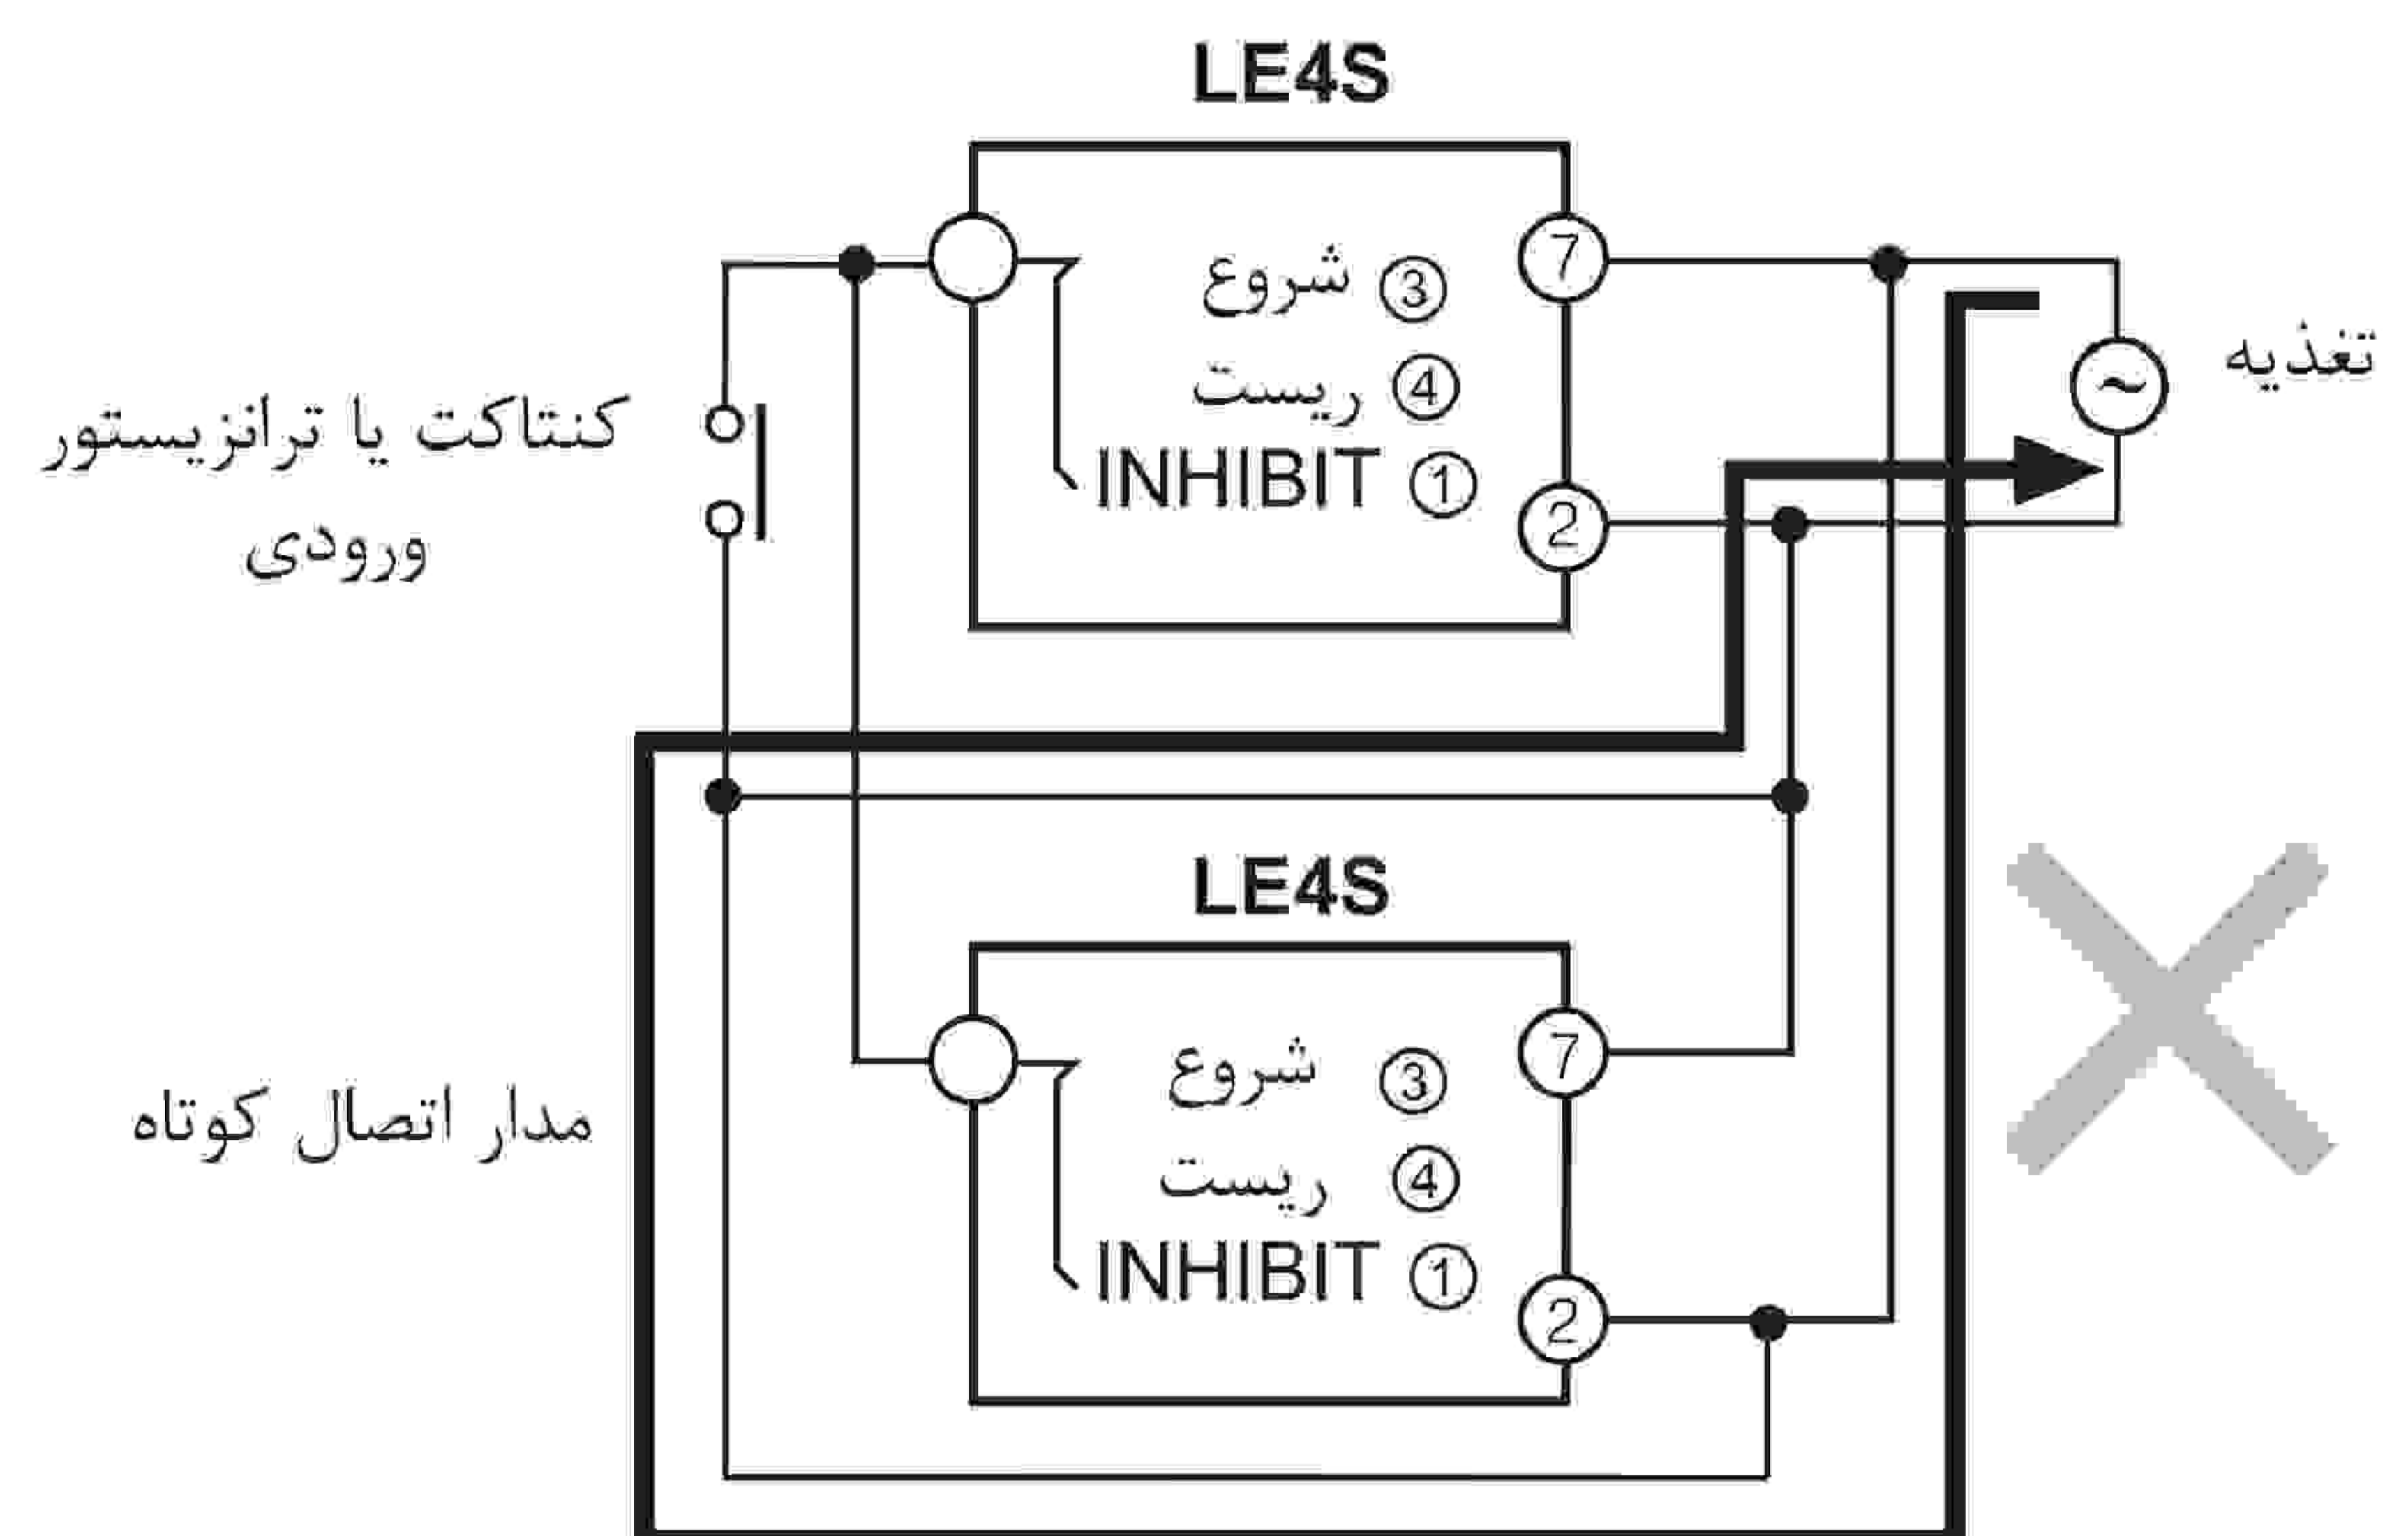 LE4S
شروع ③ ⑦
تغذیه
~
ریست ④
کنتاکت یا ترانزیستور
ورودی
INHIBIT ①
②
LE4S
شروع ③ ⑦
مدار اتصال کوتاه
ریست ④
INHIBIT ①
②